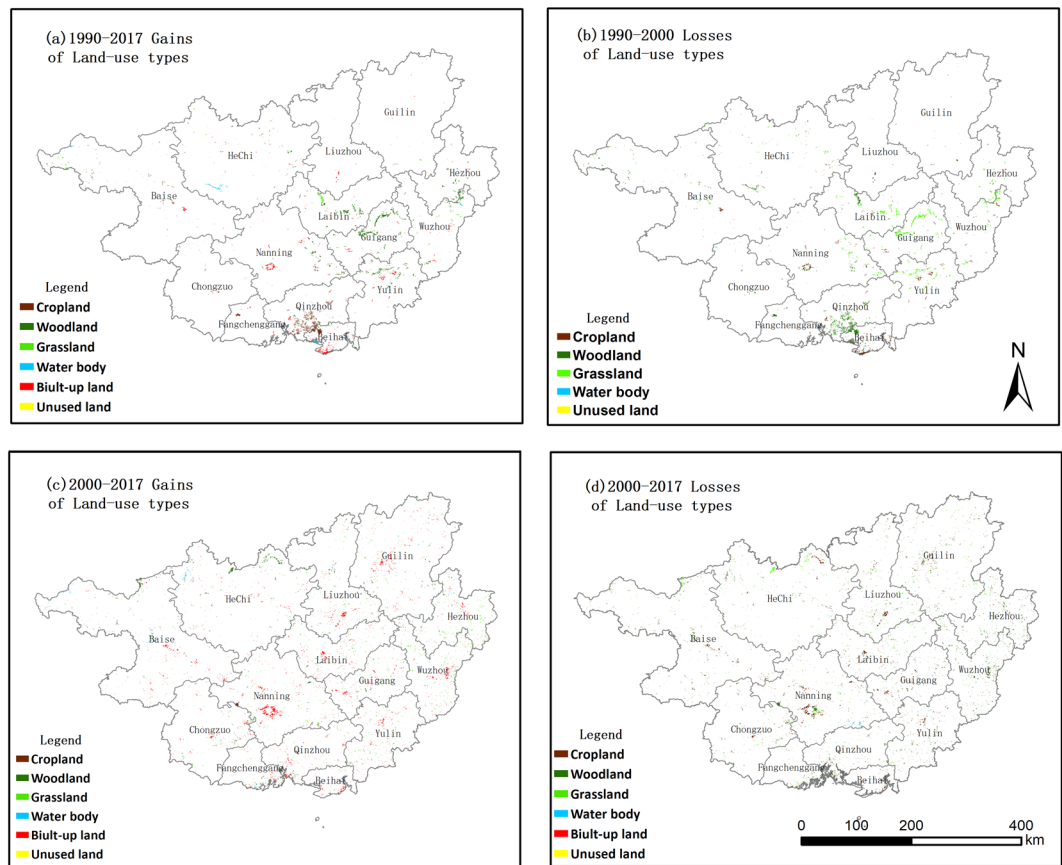 (a)1990-2017 Gains
of Land-use types
Guilin
HeChi
Liuzhou
Hezhou
Baise
Laibin
Wuzhou
Guigang
Nanning
Chongzuo
Yulin
Qinzhou
Fangchenggang
Beihai
Legend
Cropland
Woodland
Grassland
Water body
Biult-up land
Unused land
(b)1990-2000 Losses
of Land-use types
Guilin
HeChi
Liuzhou
Hezhou
Baise
Laibin
Wuzhou
Guigang
Nanning
Chongzuo
Yulin
Qinzhou
Fangchenggang
Beihai
Legend
Cropland
Woodland
Grassland
Water body
Unused land
N
(c)2000-2017 Gains
of Land-use types
Guilin
HeChi
Liuzhou
Hezhou
Baise
Laibin
Wuzhou
Guigang
Nanning
Chongzuo
Yulin
Qinzhou
Fangchenggang
Beihai
Legend
Cropland
Woodland
Grassland
Water body
Biult-up land
Unused land
(d)2000-2017 Losses
of Land-use types
Guilin
HeChi
Liuzhou
Hezhou
Baise
Laibin
Wuzhou
Guigang
Nanning
Chongzuo
Yulin
Qinzhou
Fangchenggang
Beihai
Legend
Cropland
Woodland
Grassland
Water body
Biult-up land
Unused land
0 100 200 400
km